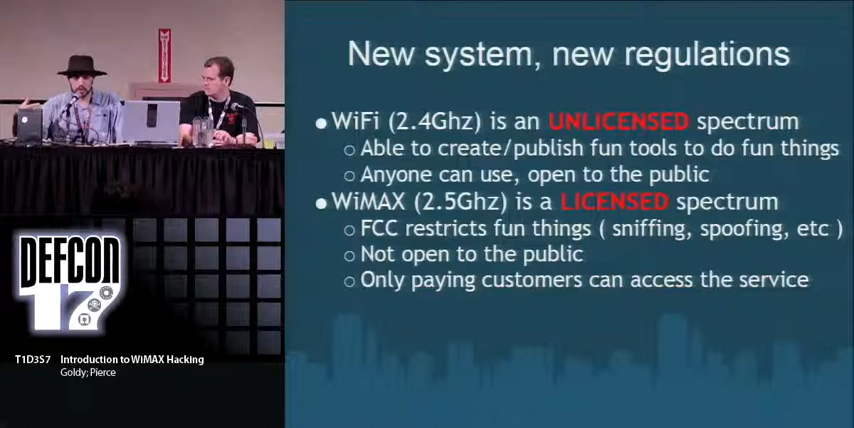 New system, new regulations
● WiFi (2.4Ghz) is an UNLICENSED spectrum
○ Able to create/publish fun tools to do fun things
○ Anyone can use, open to the public
● WiMAX (2.5Ghz) is a LICENSED spectrum
○ FCC restricts fun things ( sniffing, spoofing, etc )
○ Not open to the public
○ Only paying customers can access the service
DEFCON
17
T1D3S7 Introduction to WiMAX Hacking
Goldy; Pierce